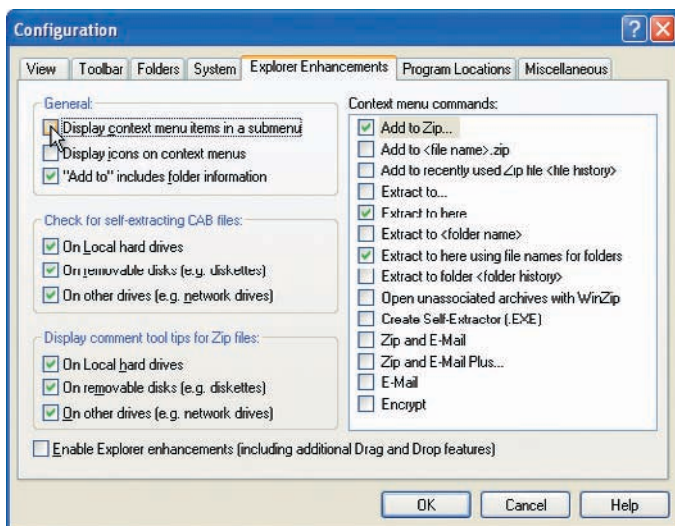 Configuration
View Toolbar Folders System Explorer Enhancements Program Locations Miscellaneous
General:
Display context menu items in a submenu
Display icons on context menus
"Add to" includes folder information
Check for self-extracting CAB files:
On Local hard drives
On removable disks (e.g. diskettes)
On other drives (e.g. network drives)
Display comment tool tips for Zip files:
On Local hard drives
On removable disks (e.g. diskettes)
On other drives (e.g. network drives)
Context menu commands:
Add to Zip...
Add to <file name>.zip
Add to recently used Zip file <file history>
Extract to...
Extract to here
Extract to <folder name>
Extract to here using file names for folders
Extract to folder <folder history>
Open unassociated archives with WinZip
Create Self-Extractor (.EXE)
Zip and E-Mail
Zip and E-Mail Plus...
E-Mail
Encrypt
Enable Explorer enhancements (including additional Drag and Drop features)
OK Cancel Help